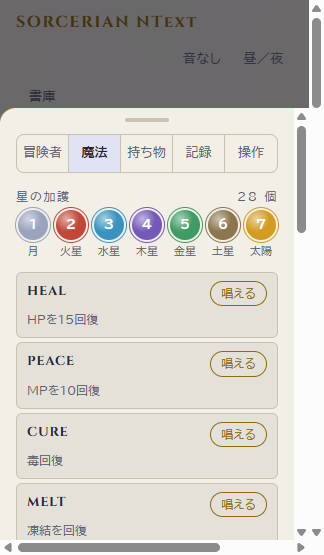 SORCERIAN NTEXT
音なし 昼／夜
書庫
冒険者 魔法 持ち物 記録 操作
星の加護 28 個
1 2 3 4 5 6 7
月 火星 水星 木星 金星 土星 太陽
HEAL 唱える
HPを15回復
PEACE 唱える
MPを10回復
CURE 唱える
毒回復
MELT 唱える
凍結を回復